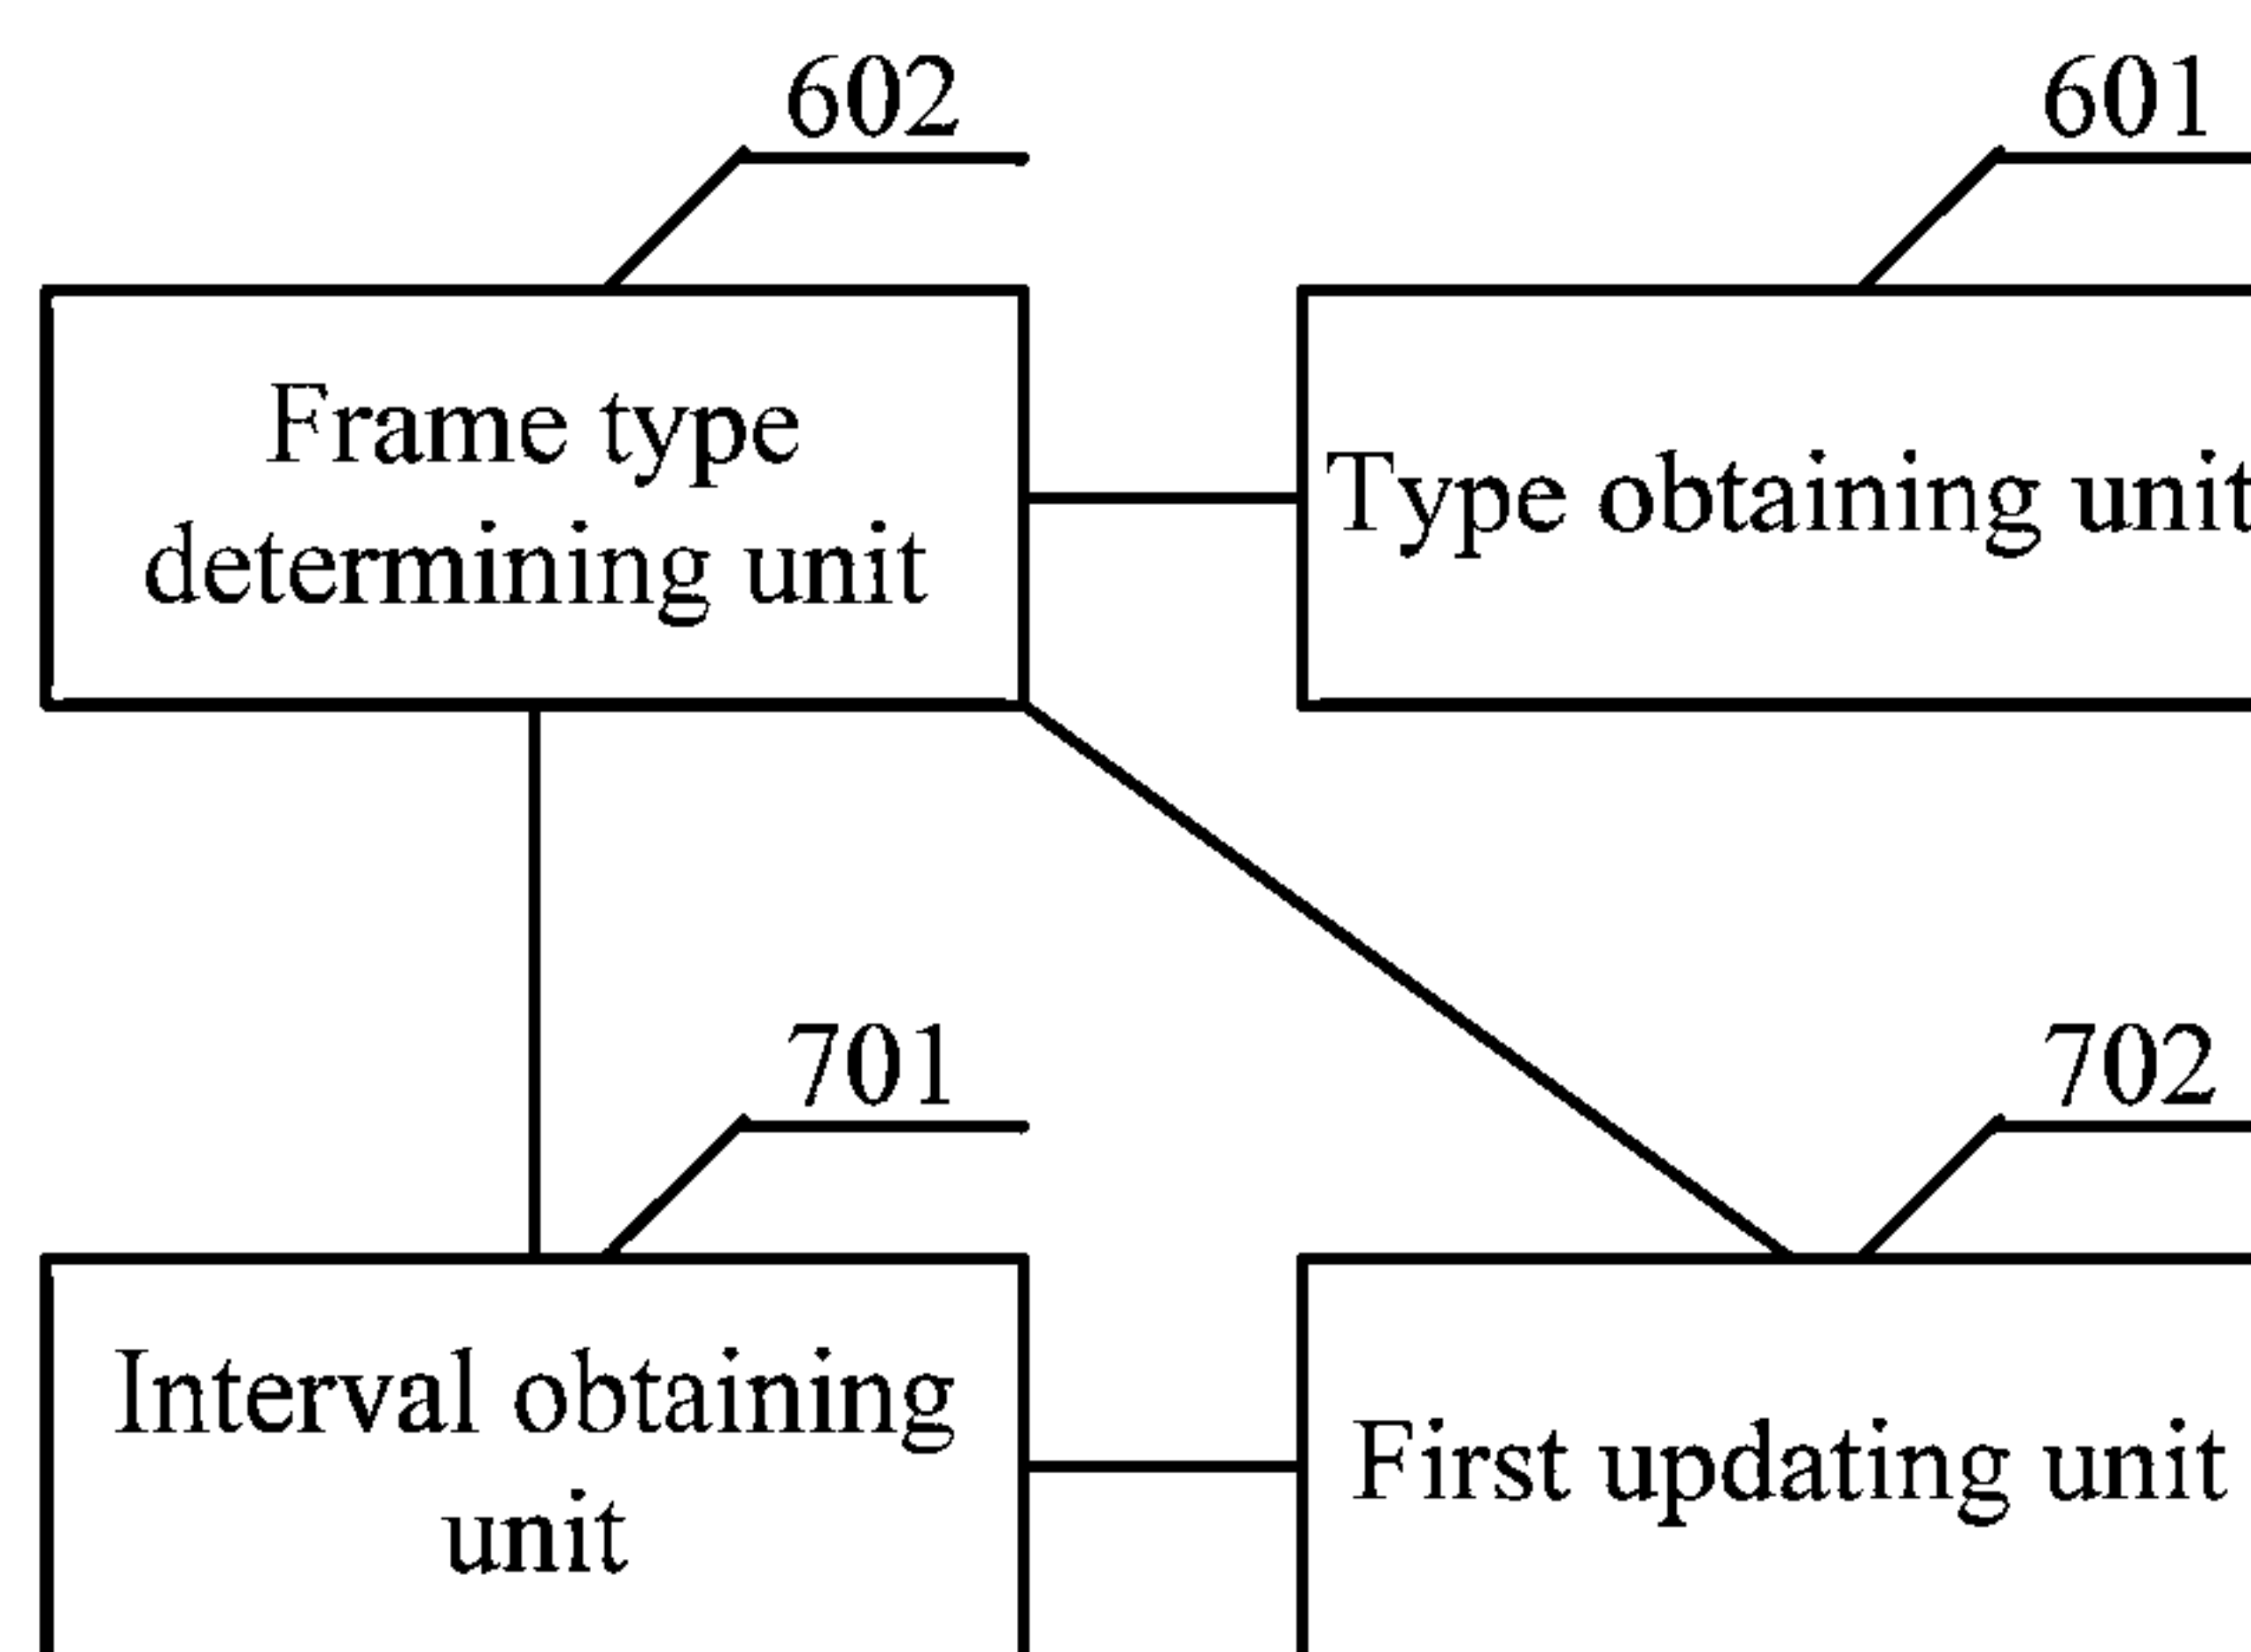 602
601
Frame type
determining unit
Type obtaining unit
701
702
Interval obtaining
unit
First updating unit